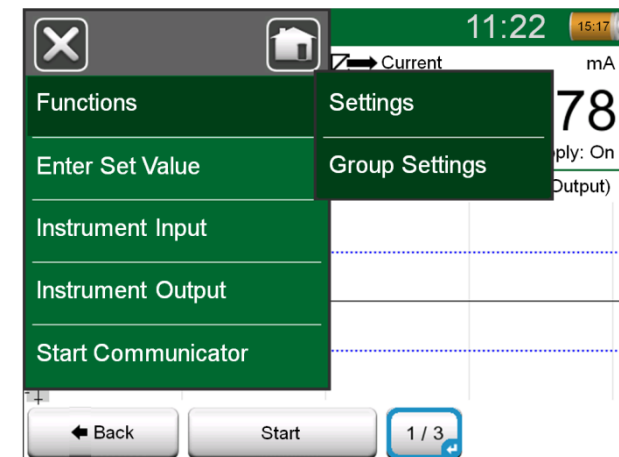 11:22
15:17
Current
mA
Functions
Settings
78
Enter Set Value
Group Settings
ply: On
Output)
Instrument Input
Instrument Output
Start Communicator
Back
Start
1 / 3